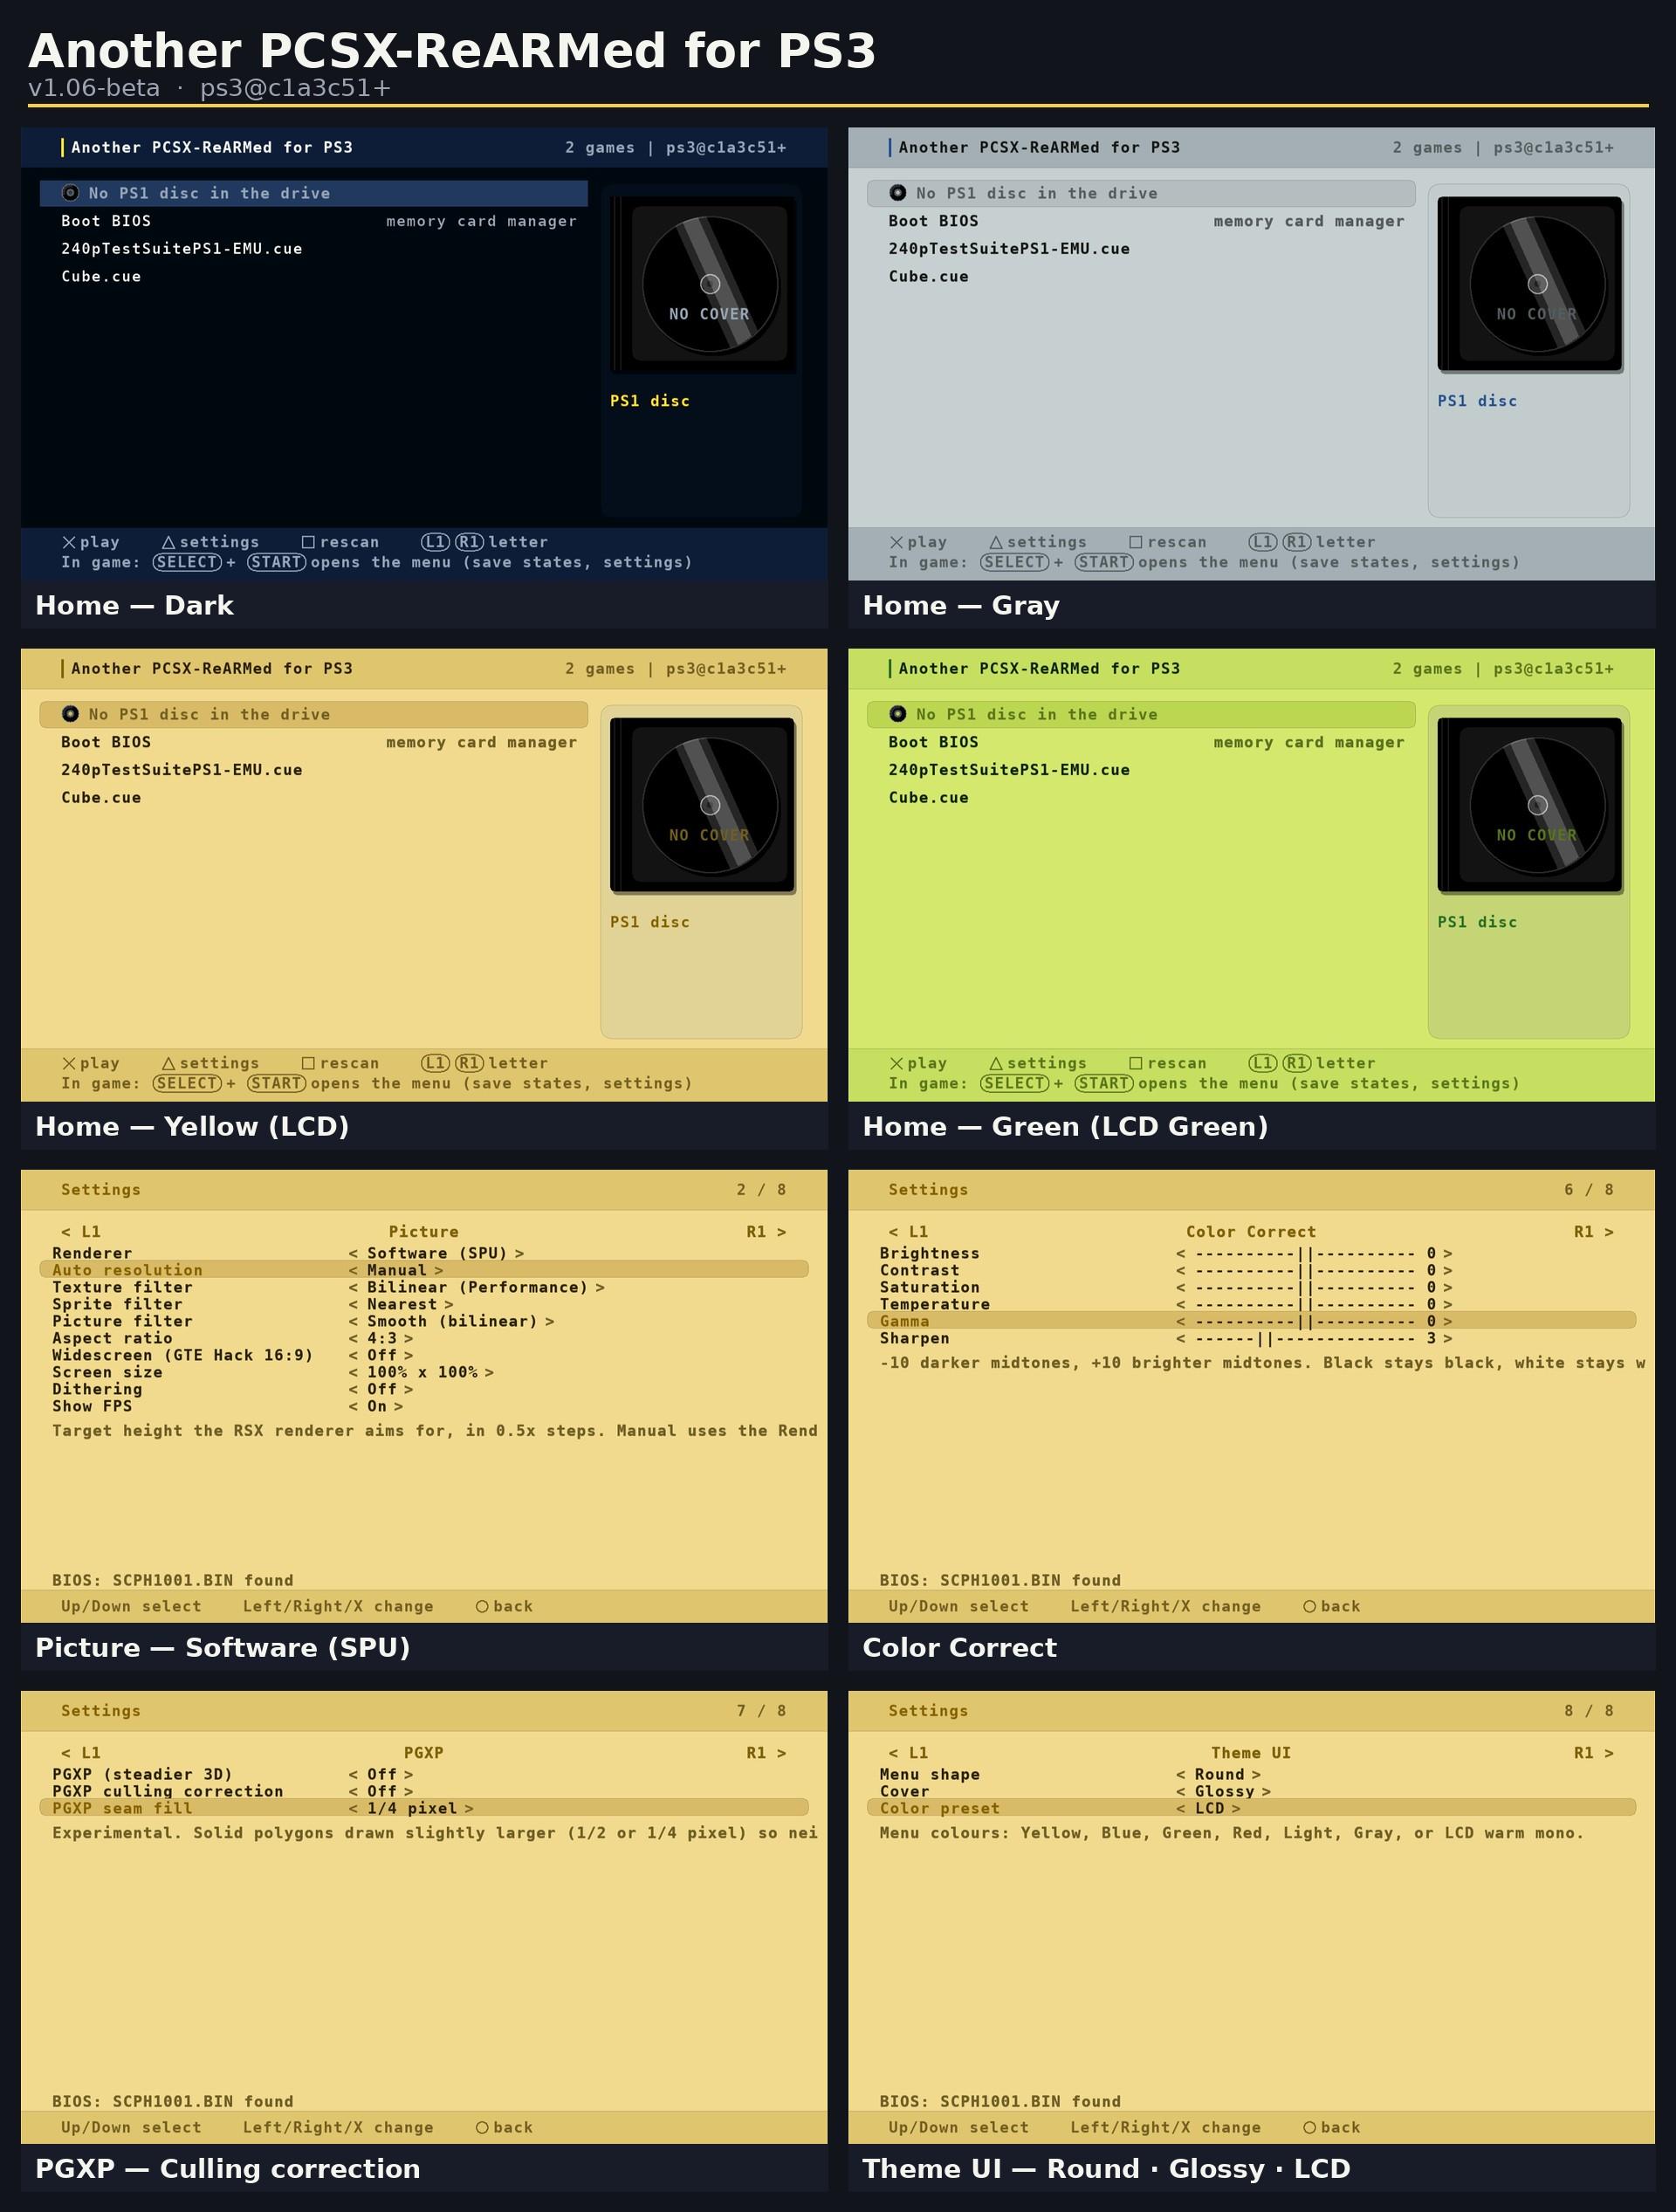 Another PCSX-ReARMed for PS3
v1.06-beta · ps3@c1a3c51+
Another PCSX-ReARMed for PS3 2 games | ps3@c1a3c51+
No PS1 disc in the drive
Boot BIOS memory card manager
240pTestSuitePS1-EMU.cue
Cube.cue
NO COVER
PS1 disc
play settings rescan L1 R1 letter
In game: SELECT + START opens the menu (save states, settings)
Home — Dark
Another PCSX-ReARMed for PS3 2 games | ps3@c1a3c51+
No PS1 disc in the drive
Boot BIOS memory card manager
240pTestSuitePS1-EMU.cue
Cube.cue
NO COVER
PS1 disc
play settings rescan L1 R1 letter
In game: SELECT + START opens the menu (save states, settings)
Home — Gray
Another PCSX-ReARMed for PS3 2 games | ps3@c1a3c51+
No PS1 disc in the drive
Boot BIOS memory card manager
240pTestSuitePS1-EMU.cue
Cube.cue
NO COVER
PS1 disc
play settings rescan L1 R1 letter
In game: SELECT + START opens the menu (save states, settings)
Home — Yellow (LCD)
Another PCSX-ReARMed for PS3 2 games | ps3@c1a3c51+
No PS1 disc in the drive
Boot BIOS memory card manager
240pTestSuitePS1-EMU.cue
Cube.cue
NO COVER
PS1 disc
play settings rescan L1 R1 letter
In game: SELECT + START opens the menu (save states, settings)
Home — Green (LCD Green)
Settings 2 / 8
< L1 Picture R1 >
Renderer < Software (SPU) >
Auto resolution < Manual >
Texture filter < Bilinear (Performance) >
Sprite filter < Nearest >
Picture filter < Smooth (bilinear) >
Aspect ratio < 4:3 >
Widescreen (GTE Hack 16:9) < Off >
Screen size < 100% x 100% >
Dithering < Off >
Show FPS < On >
Target height the RSX renderer aims for, in 0.5x steps. Manual uses the Rend
BIOS: SCPH1001.BIN found
Up/Down select Left/Right/X change back
Picture — Software (SPU)
Settings 6 / 8
< L1 Color Correct R1 >
Brightness < ----------||---------- 0 >
Contrast < ----------||---------- 0 >
Saturation < ----------||---------- 0 >
Temperature < ----------||---------- 0 >
Gamma < ----------||---------- 0 >
Sharpen < ------||-------------- 3 >
-10 darker midtones, +10 brighter midtones. Black stays black, white stays w
BIOS: SCPH1001.BIN found
Up/Down select Left/Right/X change back
Color Correct
Settings 7 / 8
< L1 PGXP R1 >
PGXP (steadier 3D) < Off >
PGXP culling correction < Off >
PGXP seam fill < 1/4 pixel >
Experimental. Solid polygons drawn slightly larger (1/2 or 1/4 pixel) so nei
BIOS: SCPH1001.BIN found
Up/Down select Left/Right/X change back
PGXP — Culling correction
Settings 8 / 8
< L1 Theme UI R1 >
Menu shape < Round >
Cover < Glossy >
Color preset < LCD >
Menu colours: Yellow, Blue, Green, Red, Light, Gray, or LCD warm mono.
BIOS: SCPH1001.BIN found
Up/Down select Left/Right/X change back
Theme UI — Round · Glossy · LCD